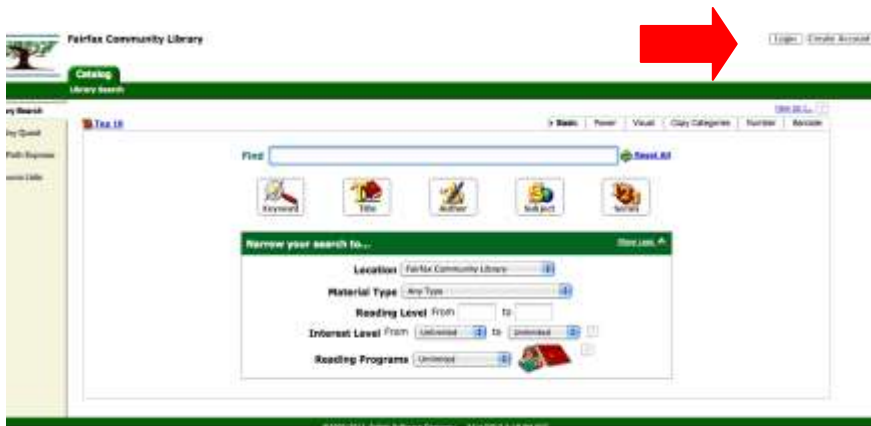 Fairfax Community Library
Login Create Account
Catalog
Library Search
ry Search
Top 10
Basic Power Visual Copy Categories Number Barcode
Find Reset All
Keyword Title Author Subject Series
Narrow your search to...
Location Fairfax Community Library
Material Type Any Type
Reading Level From to
Interest Level From Unlimited to Unlimited
Reading Programs Unlimited